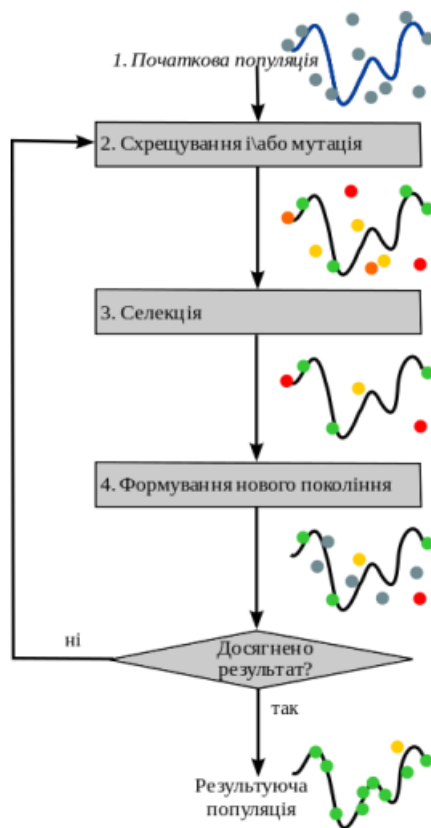 1. Початкова популяція
2. Схрещування і\або мутація
3. Селекція
4. Формування нового покоління
Досягнено
результат?
ні
так
Результуюча
популяція